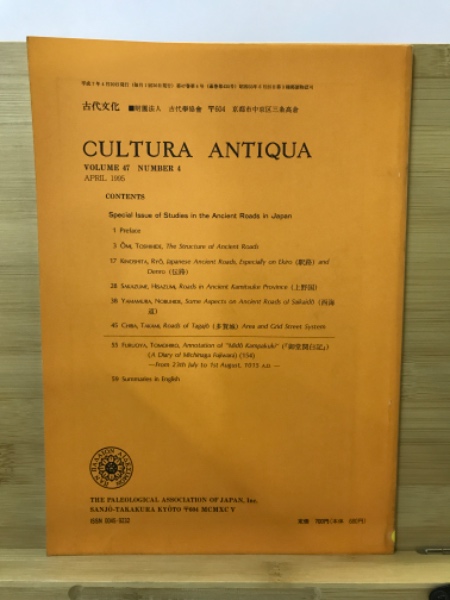 古代文化 ■財團法人 古代學協會 〒604 京都市中京区三条高倉
CULTURA ANTIQUA
VOLUME 47 NUMBER 4
APRIL 1995
CONTENTS
Special Issue of Studies in the Ancient Roads in Japan
1 Preface
3 ŌMI, TOSHIHIDE, The Structure of Ancient Roads
17 KINOSHITA, RYŌ, Japanese Ancient Roads, Especially on Ekiro (駅路) and
Denro (伝路)
28 SAKAZUME, HISAZUMI, Roads in Ancient Kamitsuke Province (上野国)
36 YAMAMURA, NOBUHIDE, Some Aspects on Ancient Roads of Saikaidō (西海
道)
45 CHIBA, TAKAMI, Roads of Tagajō (多賀城) Area and Grid Street System
55 FURUOYA, TOMOHIRO, Annotation of "Midō Kampakuki" (『御堂関白記』)
(A Diary of Michinaga Fujiwara) (154)
—From 23th July to 1st August, 1015 A.D.—
59 Summaries in English
THE PALEOLOGICAL ASSOCIATION OF JAPAN, Inc.
SANJO-TAKAKURA KYŌTO 〒604 MCMXCV
ISSN 0045-9232